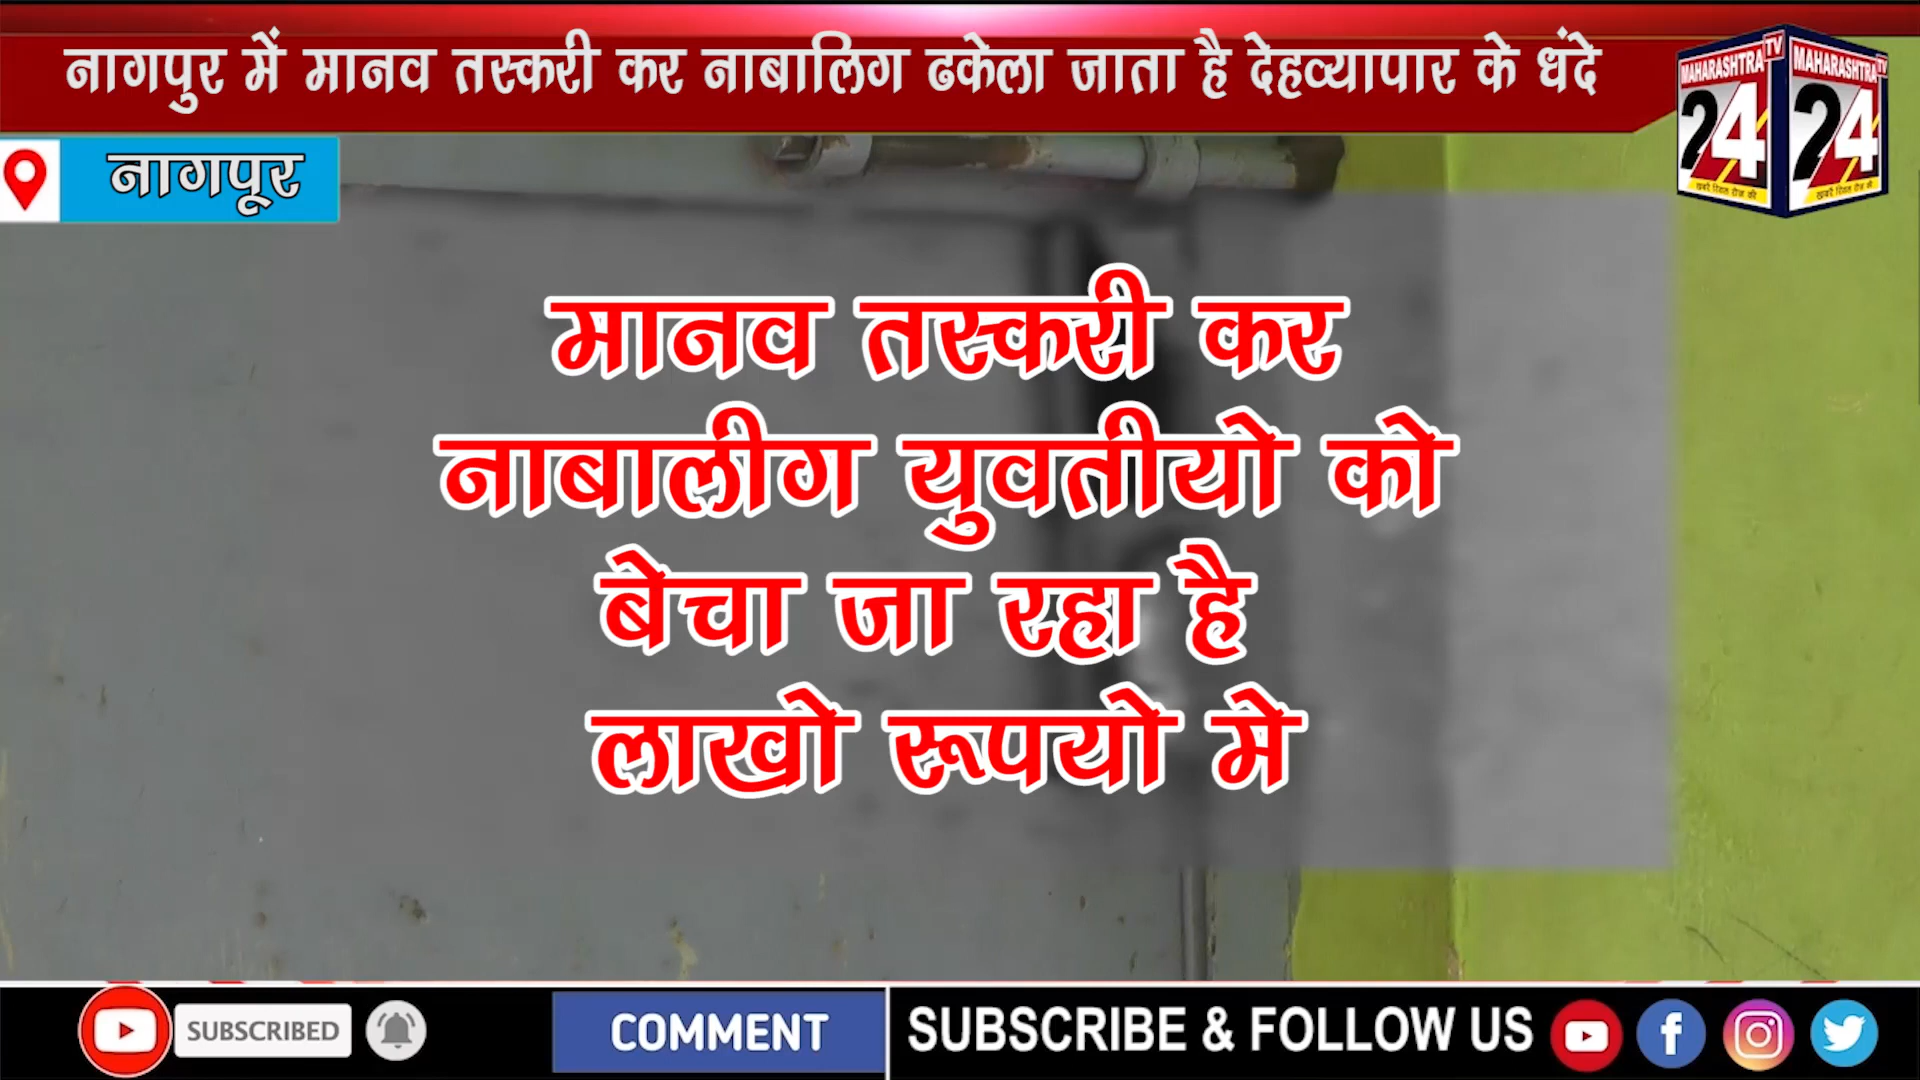 नागपुर में मानव तस्करी कर नाबालिग ढकेला जाता है देहव्यापार के धंदे
MAHARASHTRA TV
24
MAHARASHTRA TV
24
नागपूर
मानव तस्करी कर
नाबालीग युवतीयो को
बेचा जा रहा है
लाखो रूपयो मे
SUBSCRIBED
COMMENT
SUBSCRIBE & FOLLOW US